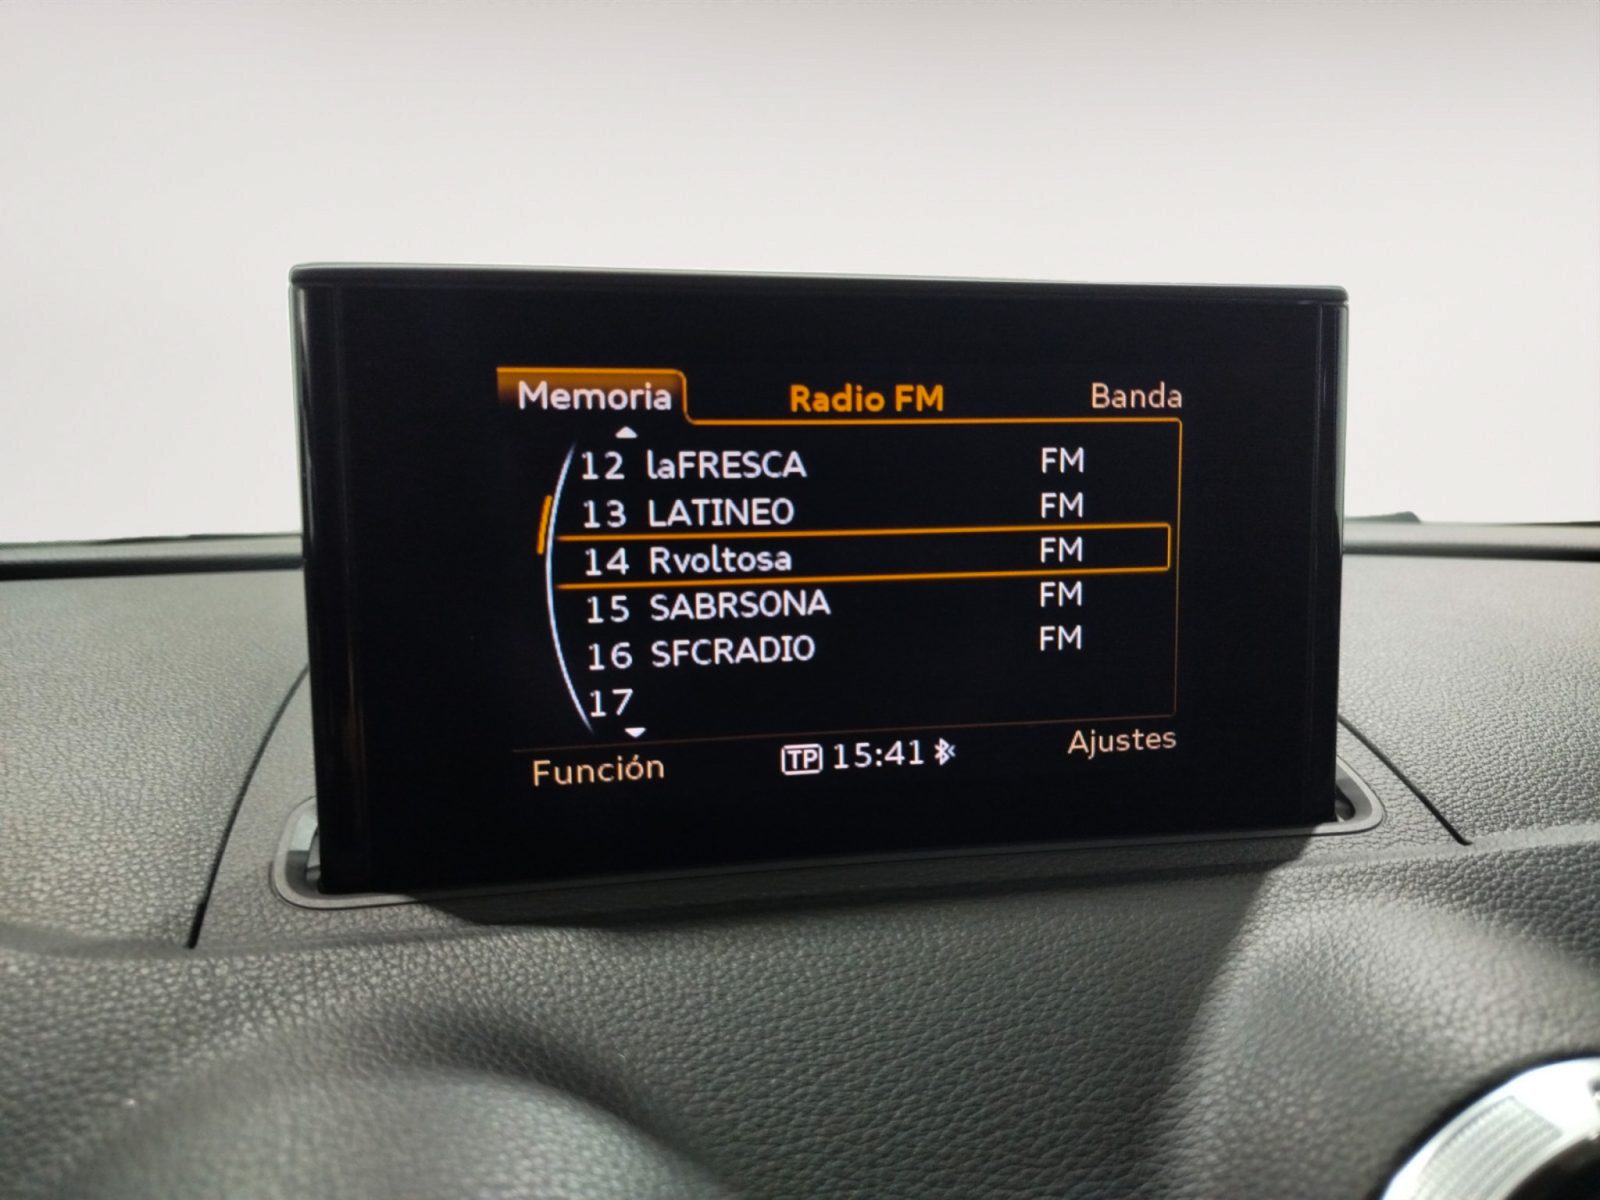 Memoria Radio FM Banda
12 laFRESCA FM
13 LATINEO FM
14 Rvoltosa FM
15 SABRSONA FM
16 SFCRADIO FM
17
Función TP 15:41 Ajustes